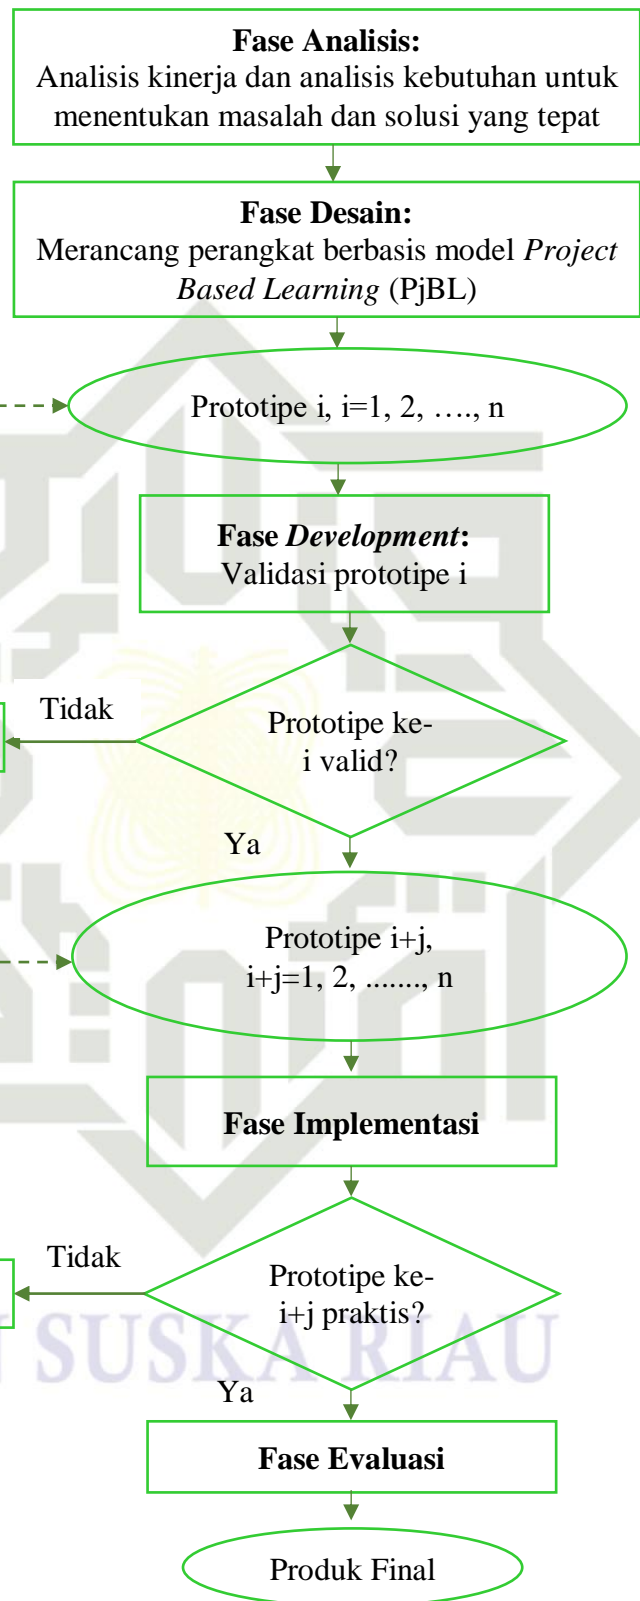 Fase Analisis:
Analisis kinerja dan analisis kebutuhan untuk
menentukan masalah dan solusi yang tepat
Fase Desain:
Merancang perangkat berbasis model Project
Based Learning (PjBL)
Prototipe i, i=1, 2, …., n
Fase Development:
Validasi prototipe i
Tidak
Prototipe ke-
i valid?
Ya
Prototipe i+j,
i+j=1, 2, ......., n
Fase Implementasi
Tidak
Prototipe ke-
i+j praktis?
N SUSKA RIAU
Ya
Fase Evaluasi
Produk Final